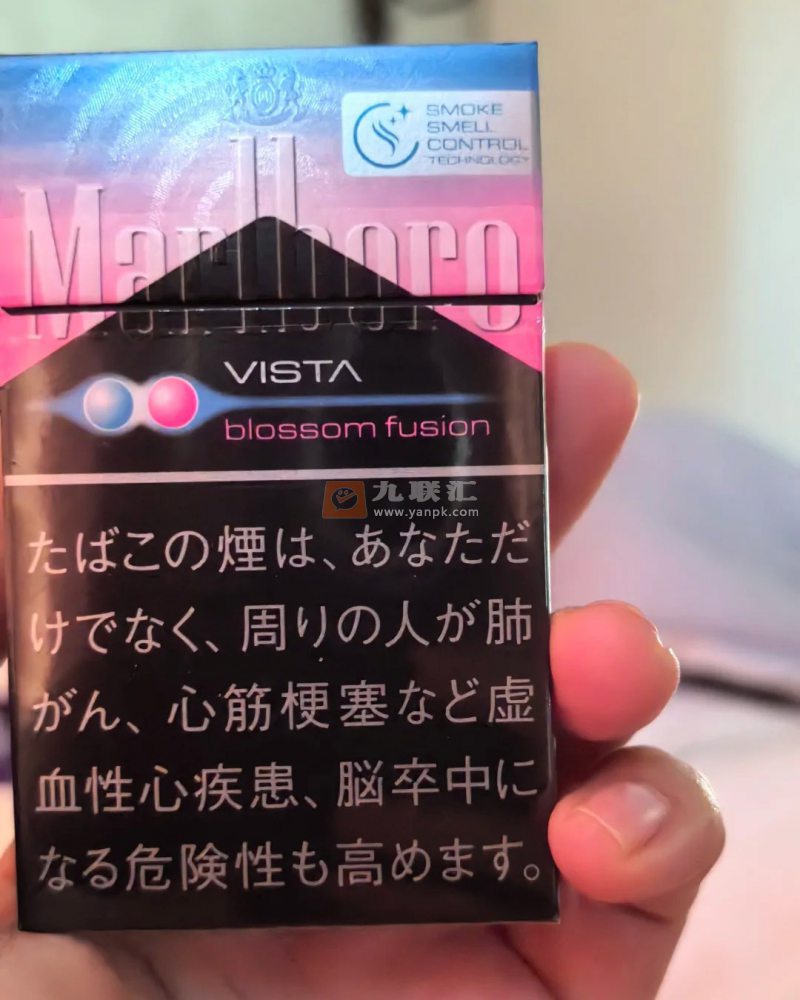 SMOKE
SMELL
CONTROL
TECHNOLOGY
Marlboro
VISTA
blossom fusion
九联汇
www.yanpk.com
たばこの煙は、あなただ
けでなく、周りの人が肺
がん、心筋梗塞など虚
血性心疾患、脳卒中に
なる危険性も高めます。